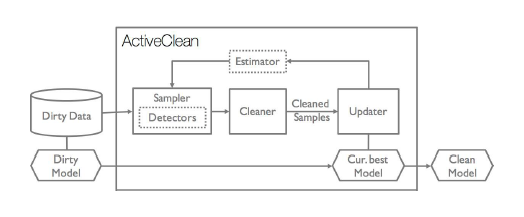 ActiveClean
Estimator
Sampler
Detectors
Dirty Data
Cleaner
Cleaned
Samples
Updater
Dirty
Model
Cur. best
Model
Clean
Model